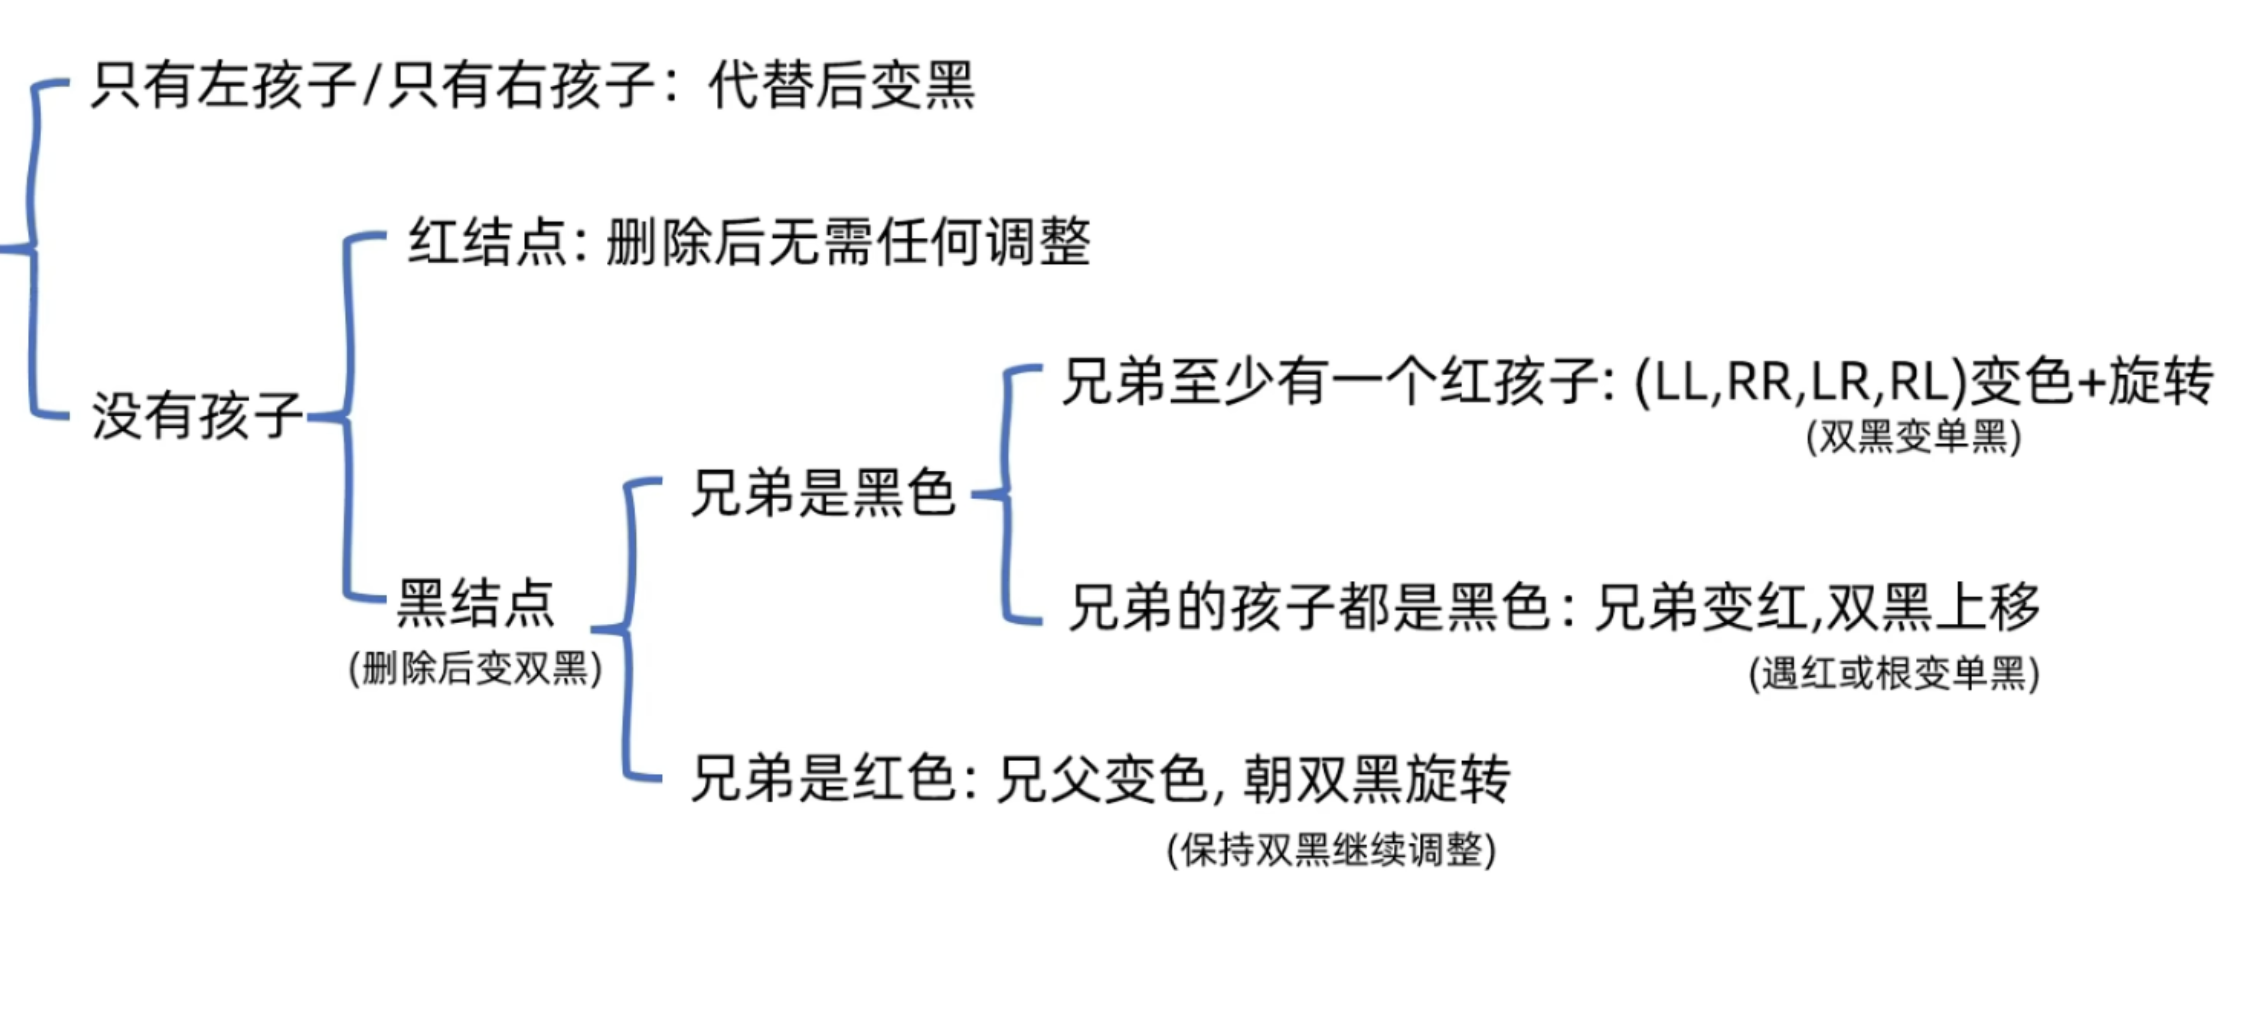 只有左孩子/只有右孩子：代替后变黑
红结点：删除后无需任何调整
兄弟至少有一个红孩子：(LL,RR,LR,RL)变色+旋转
(双黑变单黑)
没有孩子
兄弟是黑色
黑结点
(删除后变双黑)
兄弟的孩子都是黑色：兄弟变红,双黑上移
(遇红或根变单黑)
兄弟是红色：兄父变色, 朝双黑旋转
(保持双黑继续调整)